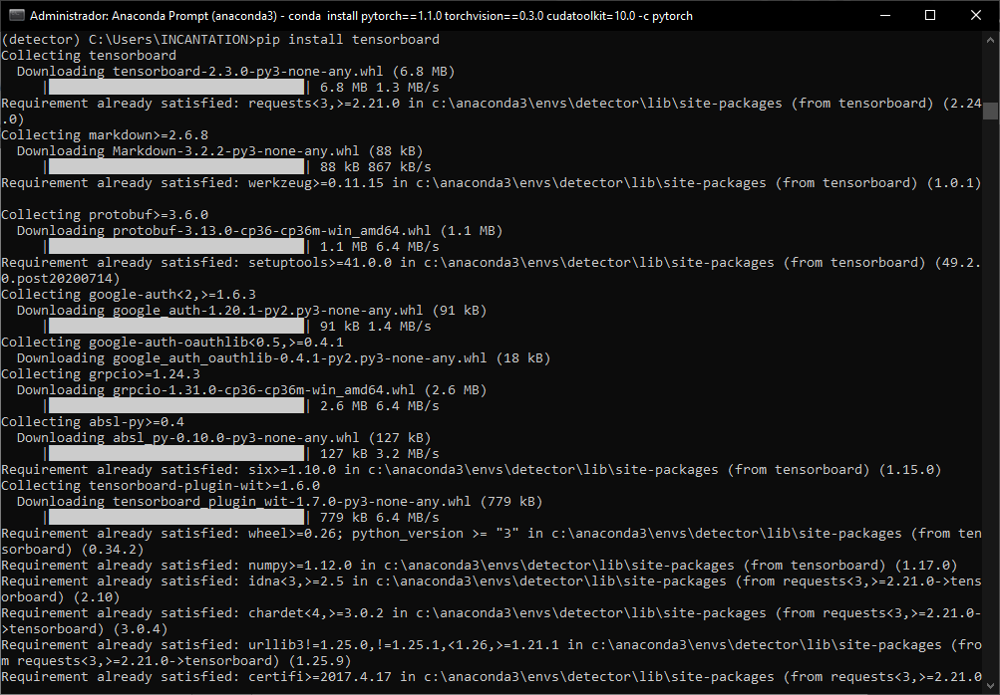 Administrador: Anaconda Prompt (anaconda3) - conda  install pytorch==1.1.0 torchvision==0.3.0 cudatoolkit=10.0 -c pytorch
(detector) C:\Users\INCANTATION>pip install tensorboard
Collecting tensorboard
  Downloading tensorboard-2.3.0-py3-none-any.whl (6.8 MB)
     |████████████████████████████████| 6.8 MB 1.3 MB/s
Requirement already satisfied: requests<3,>=2.21.0 in c:\anaconda3\envs\detector\lib\site-packages (from tensorboard) (2.24
.0)
Collecting markdown>=2.6.8
  Downloading Markdown-3.2.2-py3-none-any.whl (88 kB)
     |████████████████████████████████| 88 kB 867 kB/s
Requirement already satisfied: werkzeug>=0.11.15 in c:\anaconda3\envs\detector\lib\site-packages (from tensorboard) (1.0.1)
Collecting protobuf>=3.6.0
  Downloading protobuf-3.13.0-cp36-cp36m-win_amd64.whl (1.1 MB)
     |████████████████████████████████| 1.1 MB 6.4 MB/s
Requirement already satisfied: setuptools>=41.0.0 in c:\anaconda3\envs\detector\lib\site-packages (from tensorboard) (49.2.
0.post20200714)
Collecting google-auth<2,>=1.6.3
  Downloading google_auth-1.20.1-py2.py3-none-any.whl (91 kB)
     |████████████████████████████████| 91 kB 1.4 MB/s
Collecting google-auth-oauthlib<0.5,>=0.4.1
  Downloading google_auth_oauthlib-0.4.1-py2.py3-none-any.whl (18 kB)
Collecting grpcio>=1.24.3
  Downloading grpcio-1.31.0-cp36-cp36m-win_amd64.whl (2.6 MB)
     |████████████████████████████████| 2.6 MB 6.4 MB/s
Collecting absl-py>=0.4
  Downloading absl_py-0.10.0-py3-none-any.whl (127 kB)
     |████████████████████████████████| 127 kB 3.2 MB/s
Requirement already satisfied: six>=1.10.0 in c:\anaconda3\envs\detector\lib\site-packages (from tensorboard) (1.15.0)
Collecting tensorboard-plugin-wit>=1.6.0
  Downloading tensorboard_plugin_wit-1.7.0-py3-none-any.whl (779 kB)
     |████████████████████████████████| 779 kB 6.4 MB/s
Requirement already satisfied: wheel>=0.26; python_version >= "3" in c:\anaconda3\envs\detector\lib\site-packages (from ten
sorboard) (0.34.2)
Requirement already satisfied: numpy>=1.12.0 in c:\anaconda3\envs\detector\lib\site-packages (from tensorboard) (1.17.0)
Requirement already satisfied: idna<3,>=2.5 in c:\anaconda3\envs\detector\lib\site-packages (from requests<3,>=2.21.0->tens
orboard) (2.10)
Requirement already satisfied: chardet<4,>=3.0.2 in c:\anaconda3\envs\detector\lib\site-packages (from requests<3,>=2.21.0-
>tensorboard) (3.0.4)
Requirement already satisfied: urllib3!=1.25.0,!=1.25.1,<1.26,>=1.21.1 in c:\anaconda3\envs\detector\lib\site-packages (fro
m requests<3,>=2.21.0->tensorboard) (1.25.9)
Requirement already satisfied: certifi>=2017.4.17 in c:\anaconda3\envs\detector\lib\site-packages (from requests<3,>=2.21.0